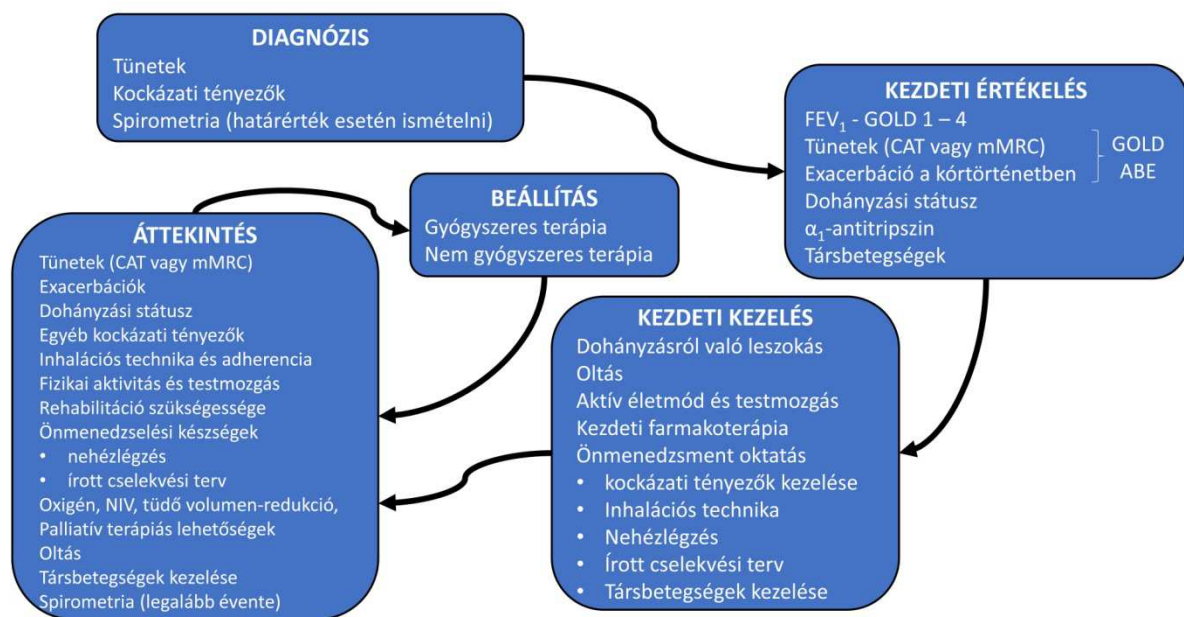 DIAGNÓZIS
Tünetek
Kockázati tényezők
Spirometria (határérték esetén ismételni)
KEZDETI ÉRTÉKELÉS
FEV₁ - GOLD 1 – 4
Tünetek (CAT vagy mMRC)
Exacerbáció a kórtörténetben
GOLD
ABE
Dohányzási státusz
α₁-antitripszin
Társbetegségek
BEÁLLÍTÁS
Gyógyszeres terápia
Nem gyógyszeres terápia
ÁTTEKINTÉS
Tünetek (CAT vagy mMRC)
Exacerbációk
Dohányzási státusz
Egyéb kockázati tényezők
Inhalációs technika és adherencia
Fizikai aktivitás és testmozgás
Rehabilitáció szükségessége
Önmenedzselési készségek
• nehézlégzés
• írott cselekvési terv
Oxigén, NIV, tüdő volumen-redukció,
Palliatív terápiás lehetőségek
Oltás
Társbetegségek kezelése
Spirometria (legalább évente)
KEZDETI KEZELÉS
Dohányzásról való leszokás
Oltás
Aktív életmód és testmozgás
Kezdeti farmakoterápia
Önmenedzsment oktatás
• kockázati tényezők kezelése
• Inhalációs technika
• Nehézlégzés
• Írott cselekvési terv
• Társbetegségek kezelése